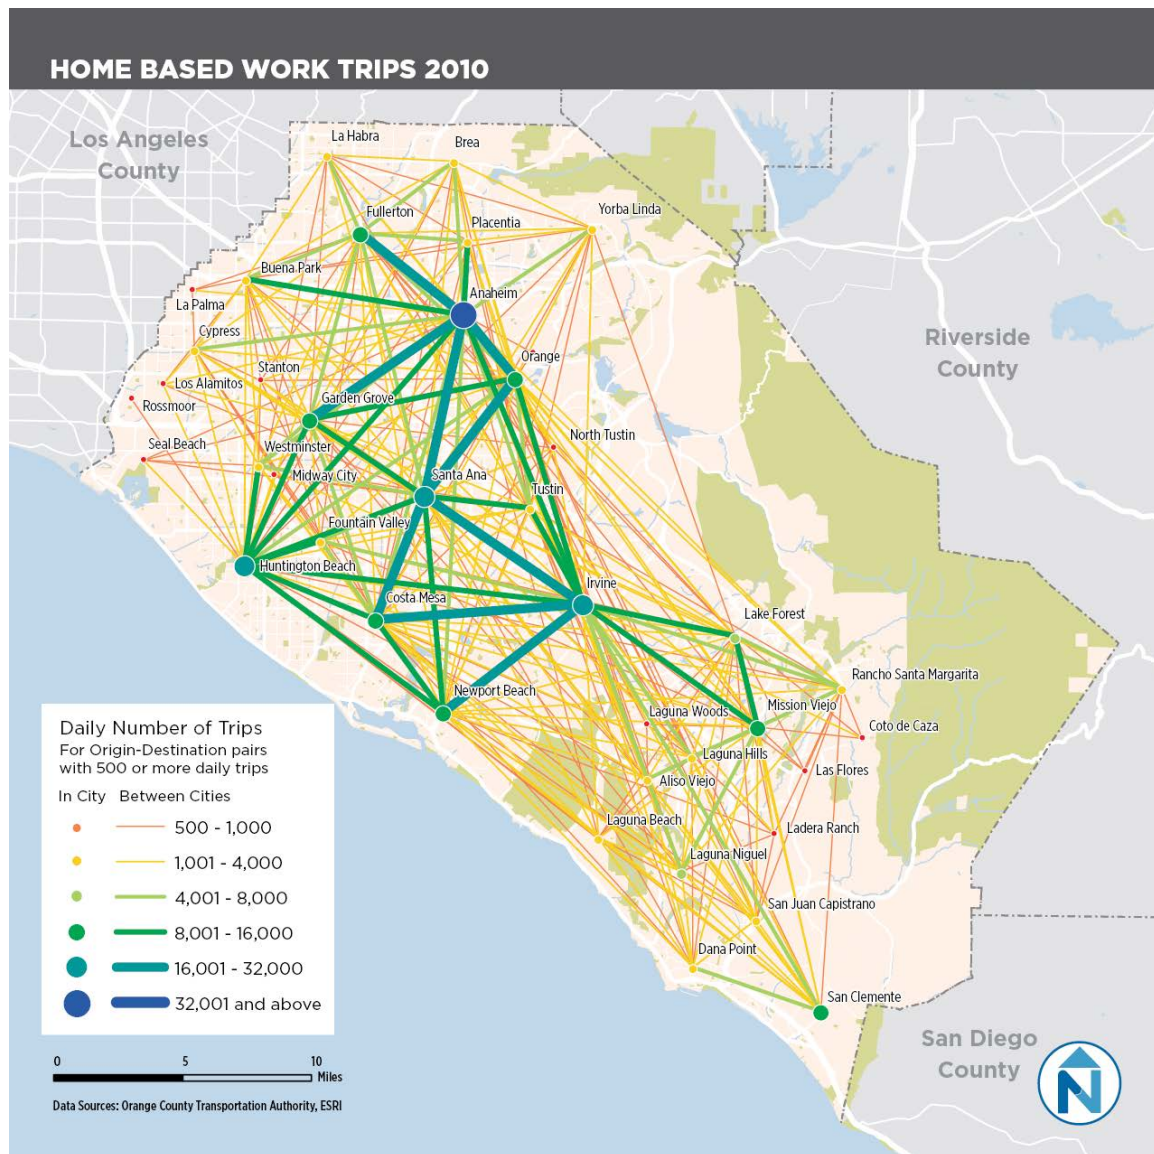 HOME BASED WORK TRIPS 2010
Los Angeles
County
La Habra
Brea
Fullerton
Placentia
Yorba Linda
Buena Park
La Palma
Anaheim
Cypress
Riverside
County
Orange
Stanton
Los Alamitos
Garden Grove
Rossmoor
North Tustin
Seal Beach
Westminster
Midway City
Santa Ana
Tustin
Fountain Valley
Huntington Beach
Irvine
Costa Mesa
Lake Forest
Rancho Santa Margarita
Newport Beach
Mission Viejo
Laguna Woods
Coto de Caza
Laguna Hills
Las Flores
Aliso Viejo
Laguna Beach
Ladera Ranch
Laguna Niguel
San Juan Capistrano
Dana Point
San Clemente
San Diego
County
Daily Number of Trips
For Origin-Destination pairs
with 500 or more daily trips
In City Between Cities
500 - 1,000
1,001 - 4,000
4,001 - 8,000
8,001 - 16,000
16,001 - 32,000
32,001 and above
0 5 10
Miles
Data Sources: Orange County Transportation Authority, ESRI
N